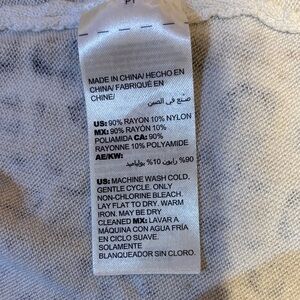 PT
MADE IN CHINA/ HECHO EN
CHINA/ FABRIQUÉ EN
CHINE/
صنع في الصين
US: 90% RAYON 10% NYLON
MX: 90% RAYÓN 10%
POLIAMIDA CA: 90%
RAYONNE 10% POLYAMIDE
AE/KW:
90% رايون 10% بولياميد
US: MACHINE WASH COLD,
GENTLE CYCLE. ONLY
NON-CHLORINE BLEACH.
LAY FLAT TO DRY. WARM
IRON. MAY BE DRY
CLEANED MX: LAVAR A
MÁQUINA CON AGUA FRÍA
EN CICLO SUAVE.
SOLAMENTE
BLANQUEADOR SIN CLORO.